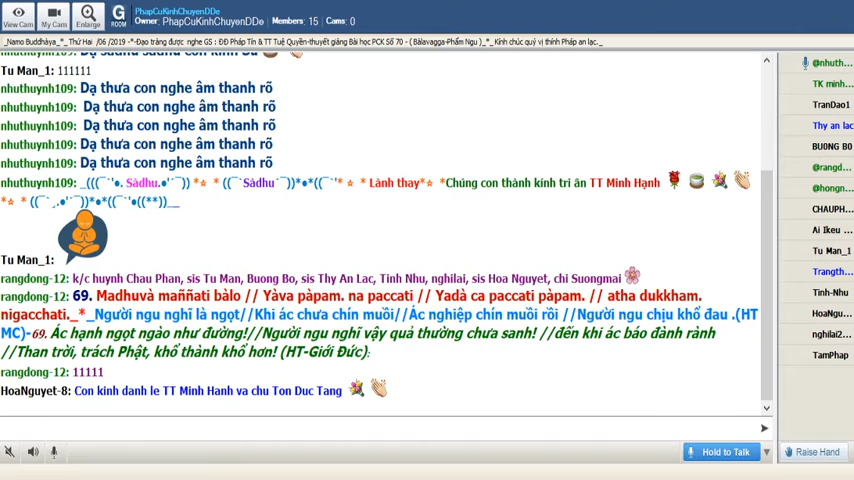 PhapCuKinhChuyenDDe
Owner: PhapCuKinhChuyenDDe Members: 15 Cams: 0
View Cam My Cam Enlarge G ROOM
_Namo Buddhàya_*_ Thứ Hai /06 /2019 -*-Đạo tràng được nghe GS : ĐĐ Pháp Tín & TT Tuệ Quyền-thuyết giảng Bài học PCK Số 70 - ( Bàlavagga-Phẩm Ngu )_*_ Kính chúc quý vị thính Pháp an lạc._
Tu Man_1: 111111
nhuthuynh109: Dạ thưa con nghe âm thanh rõ
nhuthuynh109: Dạ thưa con nghe âm thanh rõ
nhuthuynh109: Dạ thưa con nghe âm thanh rõ
nhuthuynh109: Dạ thưa con nghe âm thanh rõ
nhuthuynh109: Dạ thưa con nghe âm thanh rõ
nhuthuynh109: _(((¯`'•. Sàdhu.•'´¯)) *☆ * ((¯`Sàdhu´¯))*•*((¯`'* ☆ * Lành thay*☆ *Chúng con thành kính tri ân TT Minh Hạnh
*☆ * ((¯`¸.•'´¯))*•*((¯`'•((**))__
Tu Man_1:
rangdong-12: k/c huynh Chau Phan, sis Tu Man, Buong Bo, sis Thy An Lac, Tinh Nhu, nghilai, sis Hoa Nguyet, chi Suongmai
rangdong-12: 69. Madhuvà maññati bàlo // Yàva pàpam. na paccati // Yadà ca paccati pàpam. // atha dukkham.
nigacchati._*_Người ngu nghĩ là ngọt//Khi ác chưa chín muồi//Ác nghiệp chín muồi rồi //Người ngu chịu khổ đau .(HT
MC)-69. Ác hạnh ngọt ngào như đường!//Người ngu nghĩ vậy quả thường chưa sanh! //đến khi ác báo đành rành
//Than trời, trách Phật, khổ thành khổ hơn! (HT-Giới Đức):
rangdong-12: 11111
HoaNguyet-8: Con kinh danh le TT Minh Hanh va chu Ton Duc Tang
Hold to Talk
@nhuth...
TK minh...
TranDao1
Thy an lac
BUONG BO
@rangd...
@hongn...
CHAUPH...
Ai Ikeu ...
Tu Man_1
Trangth...
Tinh-Nhu
HoaNgu...
nghilai2...
TamPhap
Raise Hand